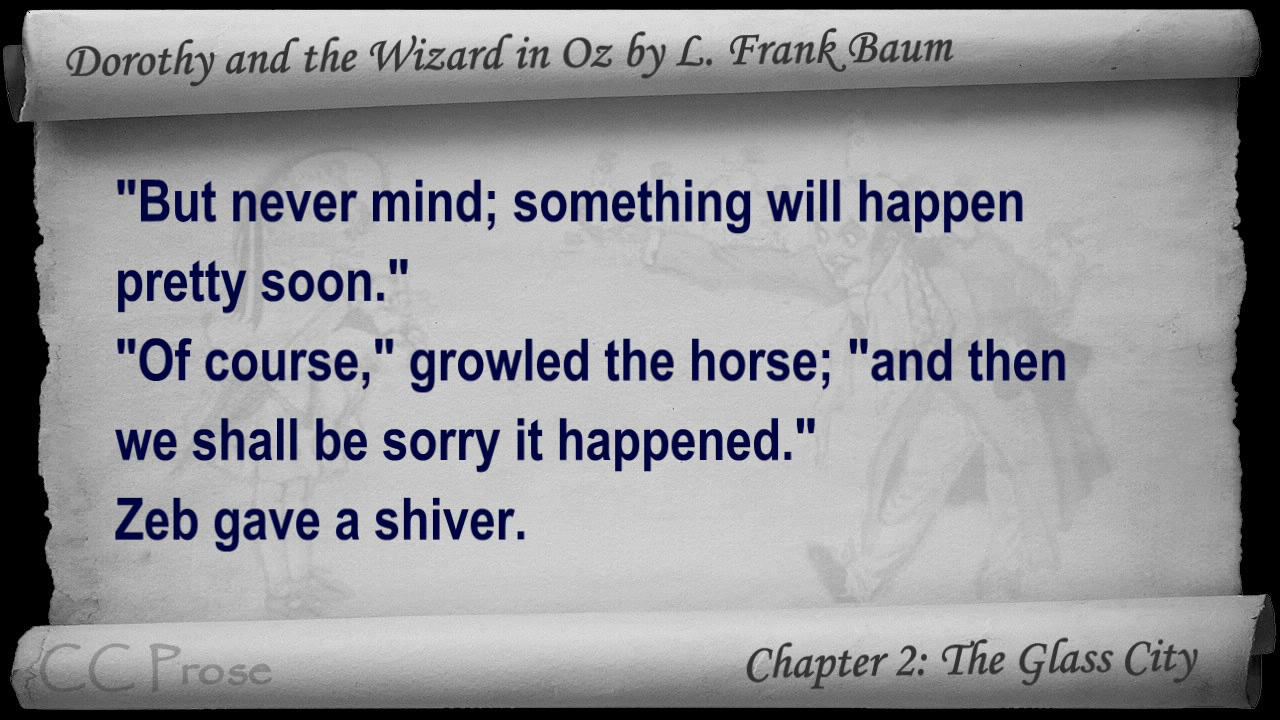 Dorothy and the Wizard in Oz by L. Frank Baum
"But never mind; something will happen
pretty soon."
"Of course," growled the horse; "and then
we shall be sorry it happened."
Zeb gave a shiver.
CC Prose
Chapter 2: The Glass City